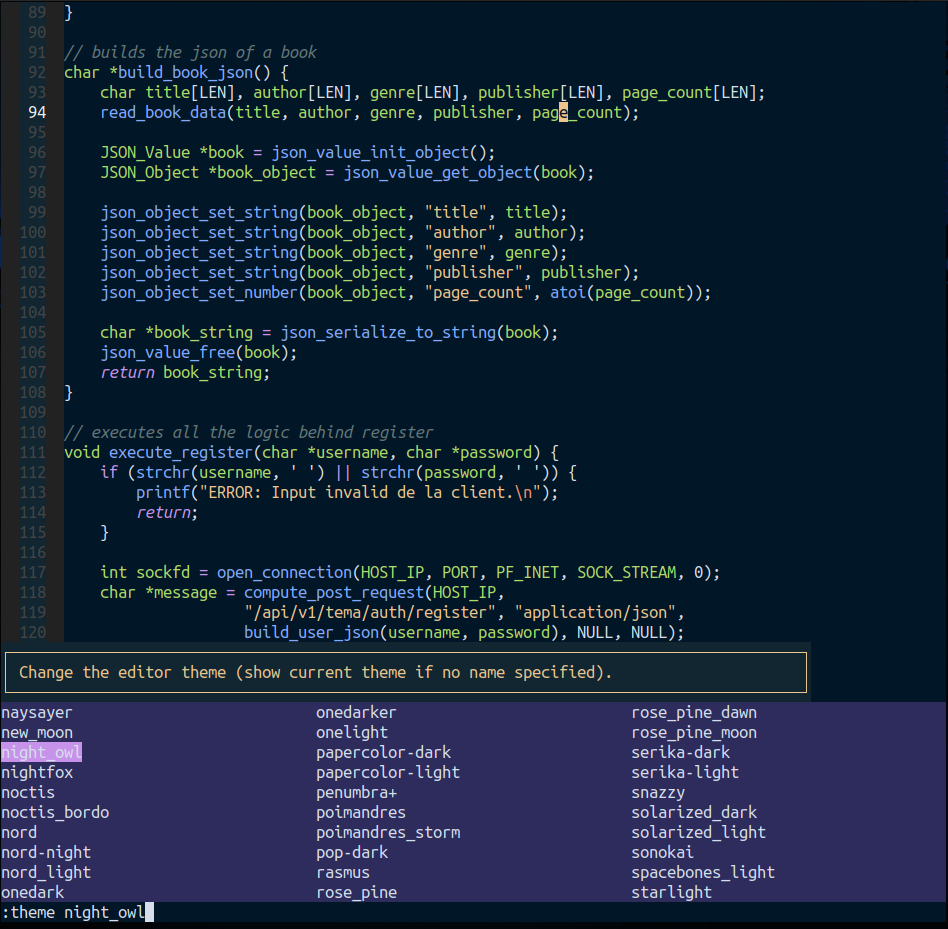 89 }
90
91 // builds the json of a book
92 char *build_book_json() {
93     char title[LEN], author[LEN], genre[LEN], publisher[LEN], page_count[LEN];
94     read_book_data(title, author, genre, publisher, page_count);
95
96     JSON_Value *book = json_value_init_object();
97     JSON_Object *book_object = json_value_get_object(book);
98
99     json_object_set_string(book_object, "title", title);
100     json_object_set_string(book_object, "author", author);
101     json_object_set_string(book_object, "genre", genre);
102     json_object_set_string(book_object, "publisher", publisher);
103     json_object_set_number(book_object, "page_count", atoi(page_count));
104
105     char *book_string = json_serialize_to_string(book);
106     json_value_free(book);
107     return book_string;
108 }
109
110 // executes all the logic behind register
111 void execute_register(char *username, char *password) {
112     if (strchr(username, ' ') || strchr(password, ' ')) {
113         printf("ERROR: Input invalid de la client.\n");
114         return;
115     }
116
117     int sockfd = open_connection(HOST_IP, PORT, PF_INET, SOCK_STREAM, 0);
118     char *message = compute_post_request(HOST_IP,
119                     "/api/v1/tema/auth/register", "application/json",
120                     build_user_json(username, password), NULL, NULL);
Change the editor theme (show current theme if no name specified).
naysayer onedarker rose_pine_dawn
new_moon onelight rose_pine_moon
night_owl papercolor-dark serika-dark
nightfox papercolor-light serika-light
noctis penumbra+ snazzy
noctis_bordo poimandres solarized_dark
nord poimandres_storm solarized_light
nord-night pop-dark sonokai
nord_light rasmus spacebones_light
onedark rose_pine starlight
:theme night_owl